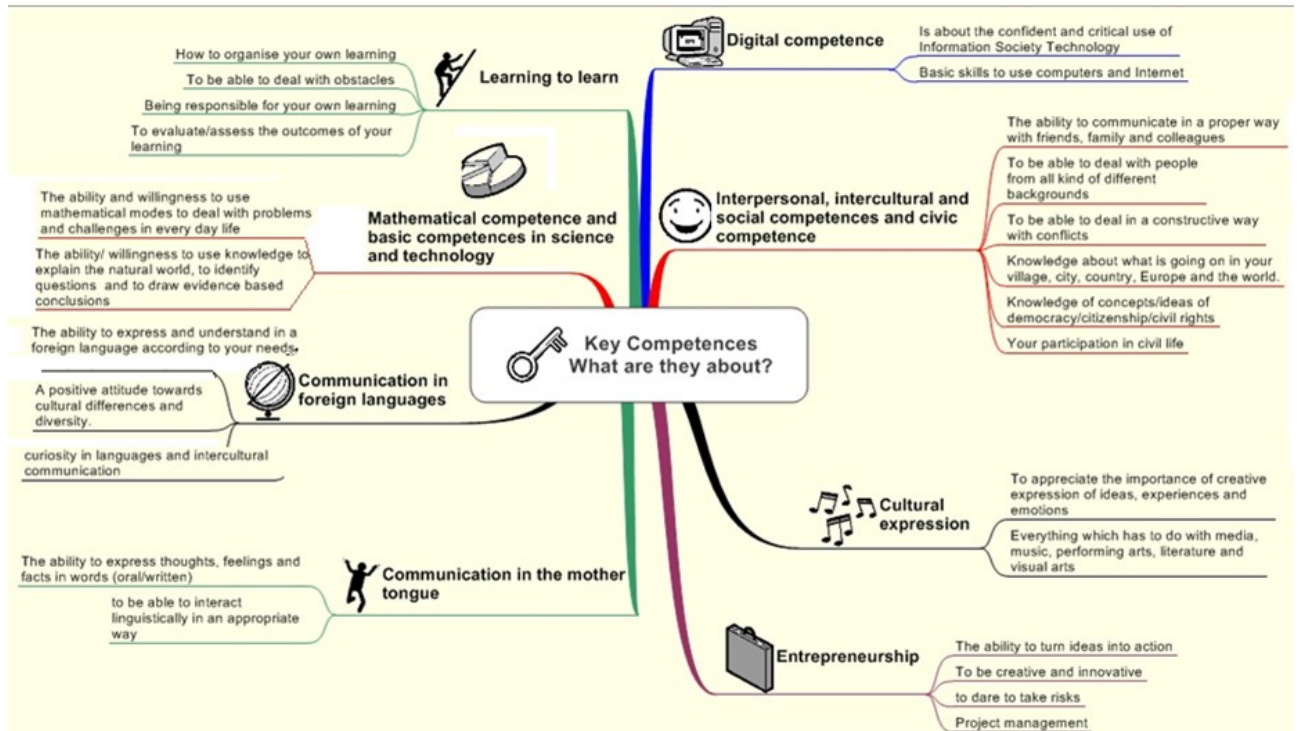 How to organise your own learning
To be able to deal with obstacles
Being responsible for your own learning
To evaluate/assess the outcomes of your
learning
Learning to learn
Digital competence
Is about the confident and critical use of
Information Society Technology
Basic skills to use computers and Internet
The ability and willingness to use
mathematical modes to deal with problems
and challenges in every day life
The ability/ willingness to use knowledge to
explain the natural world, to identify
questions and to draw evidence based
conclusions
Mathematical competence and
basic competences in science
and technology
Interpersonal, intercultural and
social competences and civic
competence
The ability to communicate in a proper way
with friends, family and colleagues
To be able to deal with people
from all kind of different
backgrounds
To be able to deal in a constructive way
with conflicts
Knowledge about what is going on in your
village, city, country, Europe and the world.
Knowledge of concepts/ideas of
democracy/citizenship/civil rights
Your participation in civil life
Key Competences
What are they about?
The ability to express and understand in a
foreign language according to your needs.
A positive attitude towards
cultural differences and
diversity.
curiosity in languages and intercultural
communication
Communication in
foreign languages
Cultural
expression
To appreciate the importance of creative
expression of ideas, experiences and
emotions
Everything which has to do with media,
music, performing arts, literature and
visual arts
The ability to express thoughts, feelings and
facts in words (oral/written)
to be able to interact
linguistically in an appropriate
way
Communication in the mother
tongue
Entrepreneurship
The ability to turn ideas into action
To be creative and innovative
to dare to take risks
Project management